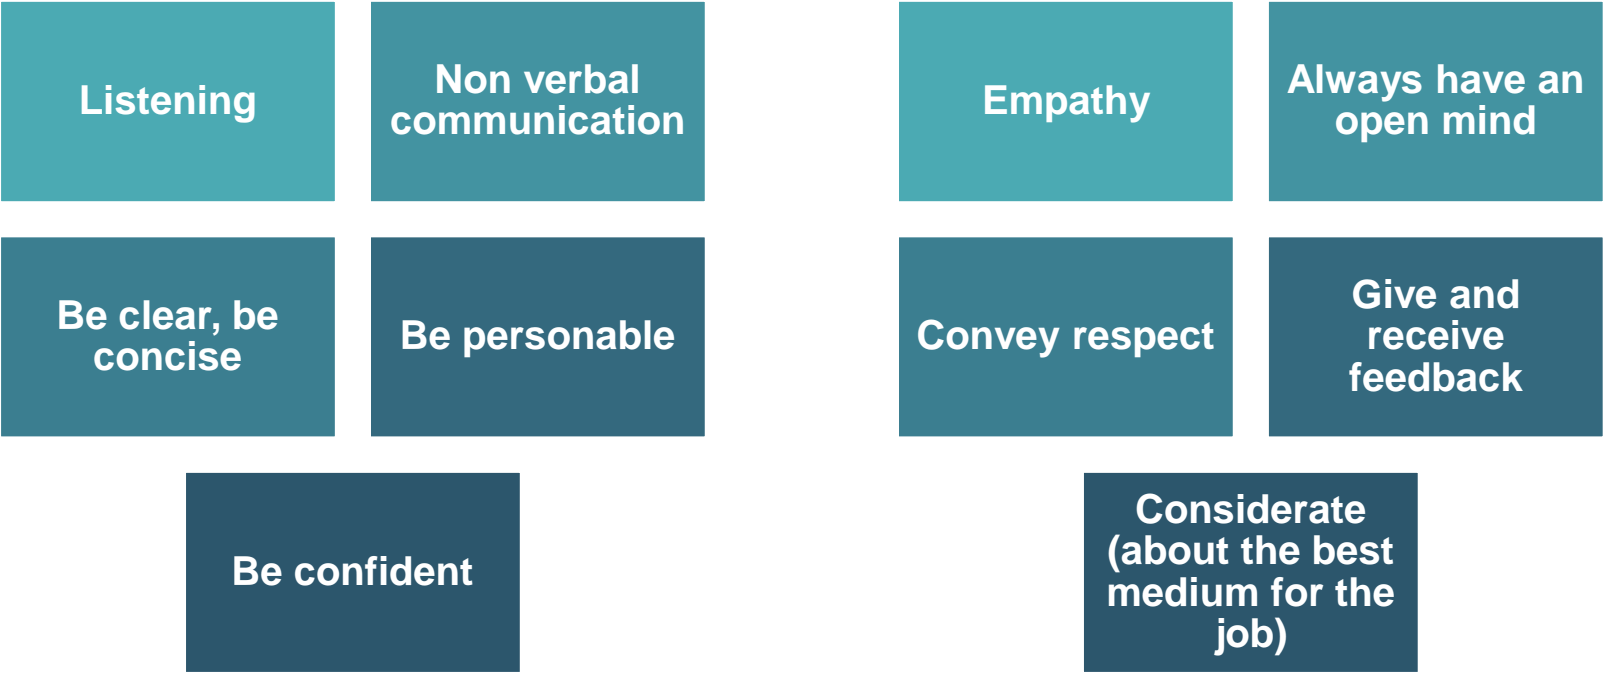 Listening
Non verbal
communication
Be clear, be
concise
Be personable
Be confident
Empathy
Always have an
open mind
Convey respect
Give and
receive
feedback
Considerate
(about the best
medium for the
job)